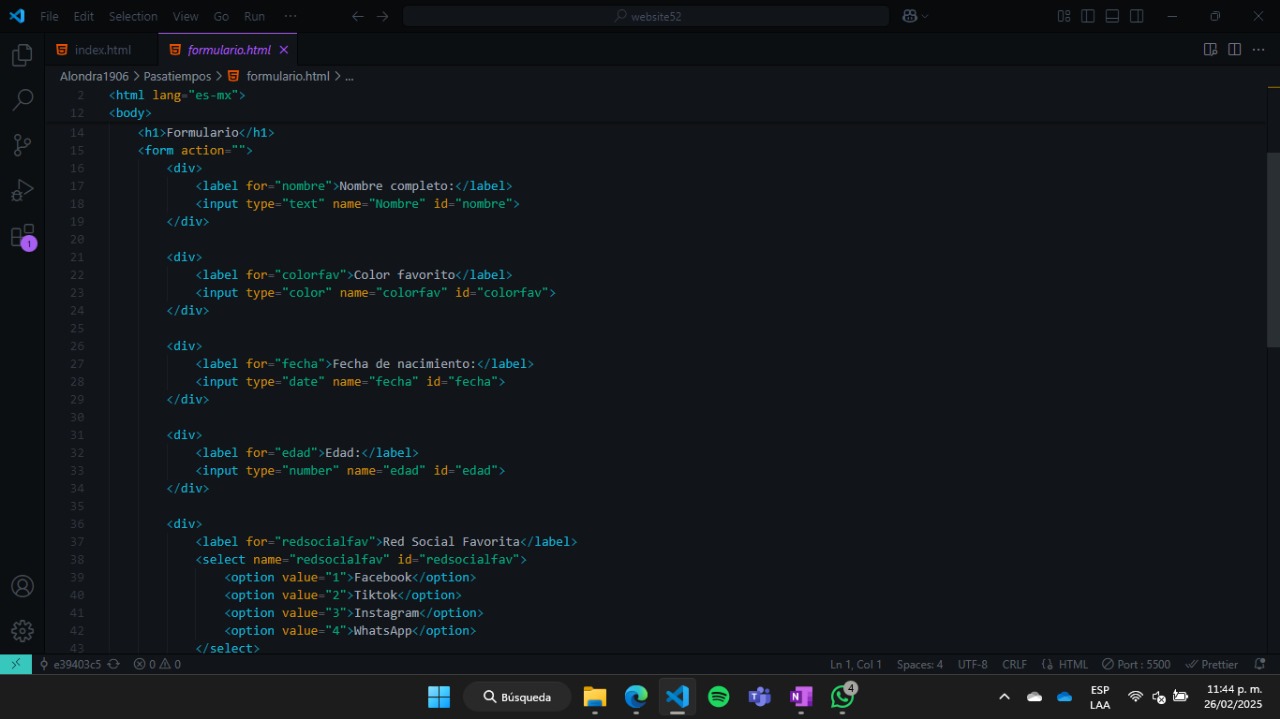 File Edit Selection View Go Run ... website52
index.html formulario.html
Alondra1906 > Pasatiempos > formulario.html > ...
2 <html lang="es-mx">
12 <body>
14 <h1>Formulario</h1>
15 <form action="">
16 <div>
17 <label for="nombre">Nombre completo:</label>
18 <input type="text" name="Nombre" id="nombre">
19 </div>
20
21 <div>
22 <label for="colorfav">Color favorito</label>
23 <input type="color" name="colorfav" id="colorfav">
24 </div>
25
26 <div>
27 <label for="fecha">Fecha de nacimiento:</label>
28 <input type="date" name="fecha" id="fecha">
29 </div>
30
31 <div>
32 <label for="edad">Edad:</label>
33 <input type="number" name="edad" id="edad">
34 </div>
35
36 <div>
37 <label for="redsocialfav">Red Social Favorita</label>
38 <select name="redsocialfav" id="redsocialfav">
39 <option value="1">Facebook</option>
40 <option value="2">Tiktok</option>
41 <option value="3">Instagram</option>
42 <option value="4">WhatsApp</option>
43 </select>
1
e39403c5 0 0 Ln 1, Col 1 Spaces: 4 UTF-8 CRLF HTML Port : 5500 Prettier
Búsqueda 4 ESP LAA 11:44 p. m. 26/02/2025